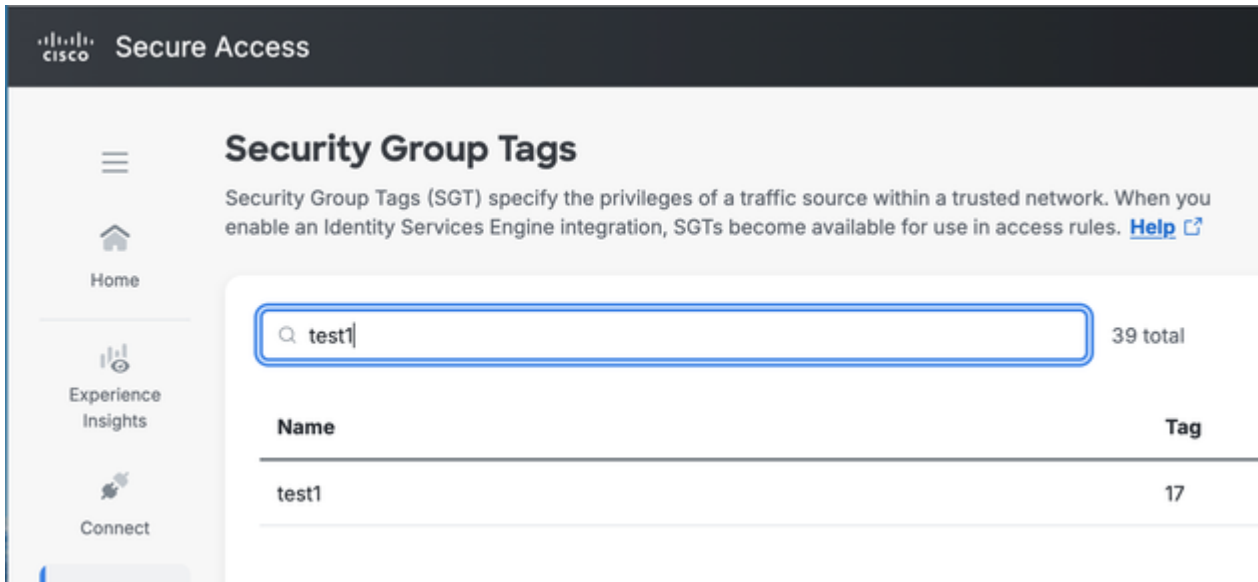 cisco Secure Access
Security Group Tags
Security Group Tags (SGT) specify the privileges of a traffic source within a trusted network. When you
enable an Identity Services Engine integration, SGTs become available for use in access rules. Help
Home
test1
39 total
Experience
Insights
Name Tag
test1 17
Connect